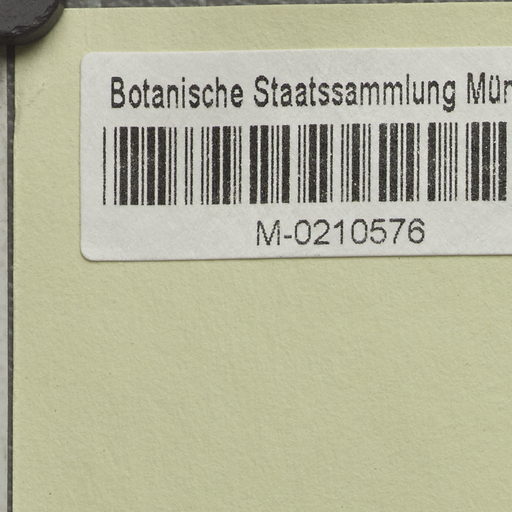 Botanische Staatssammlung Mün
M-0210576